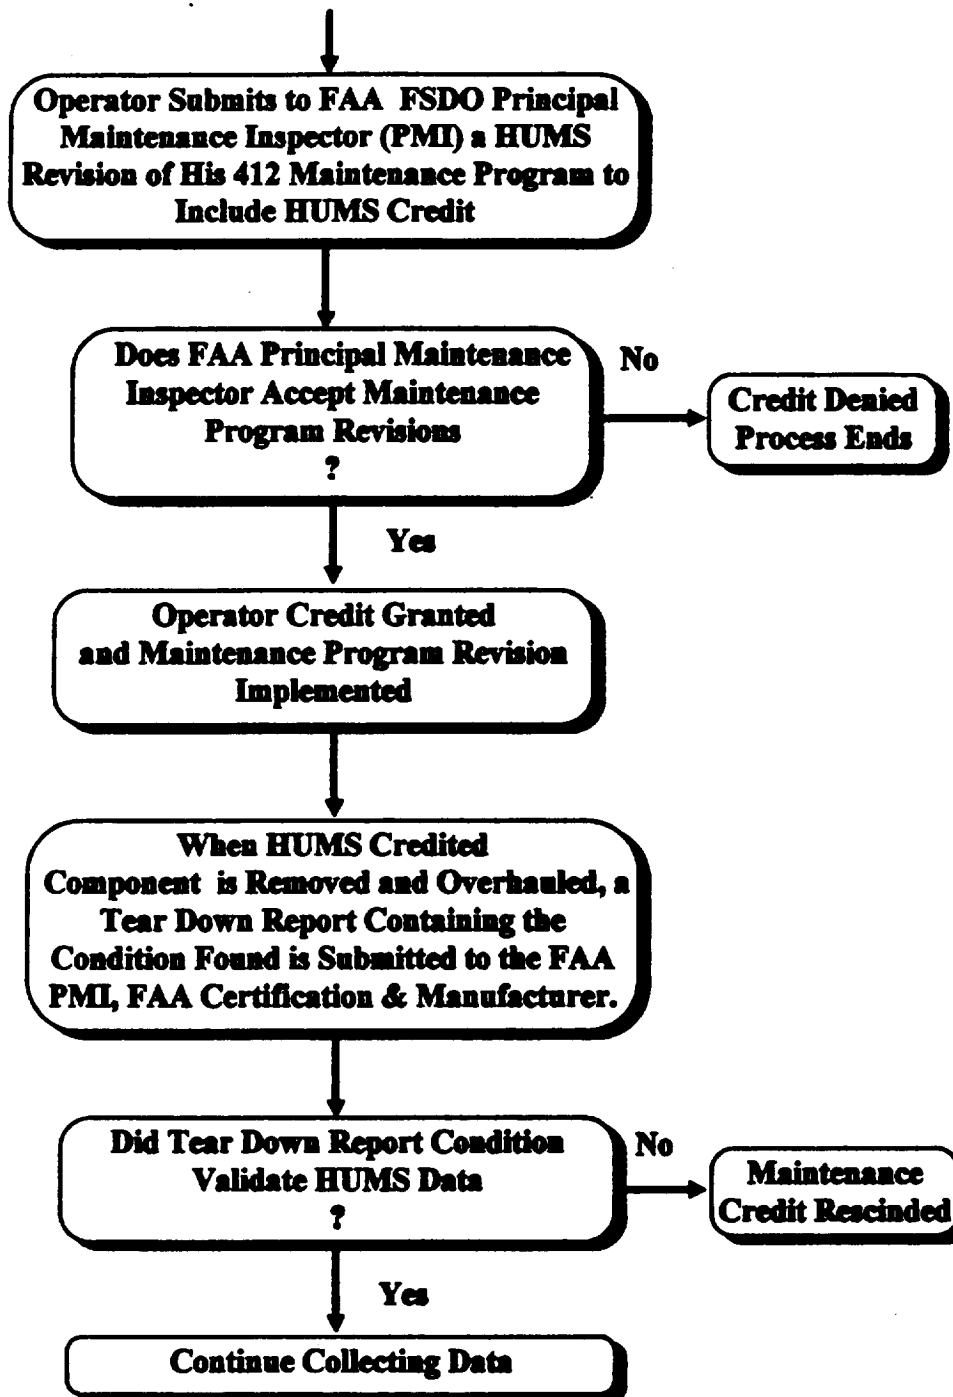 Operator Submits to FAA FSDO Principal
Maintenance Inspector (PMI) a HUMS
Revision of His 412 Maintenance Program to
Include HUMS Credit
Does FAA Principal Maintenance
Inspector Accept Maintenance
Program Revisions
?
No
Credit Denied
Process Ends
Yes
Operator Credit Granted
and Maintenance Program Revision
Implemented
When HUMS Credited
Component is Removed and Overhauled, a
Tear Down Report Containing the
Condition Found is Submitted to the FAA
PMI, FAA Certification & Manufacturer.
Did Tear Down Report Condition
Validate HUMS Data
?
No
Maintenance
Credit Rescinded
Yes
Continue Collecting Data